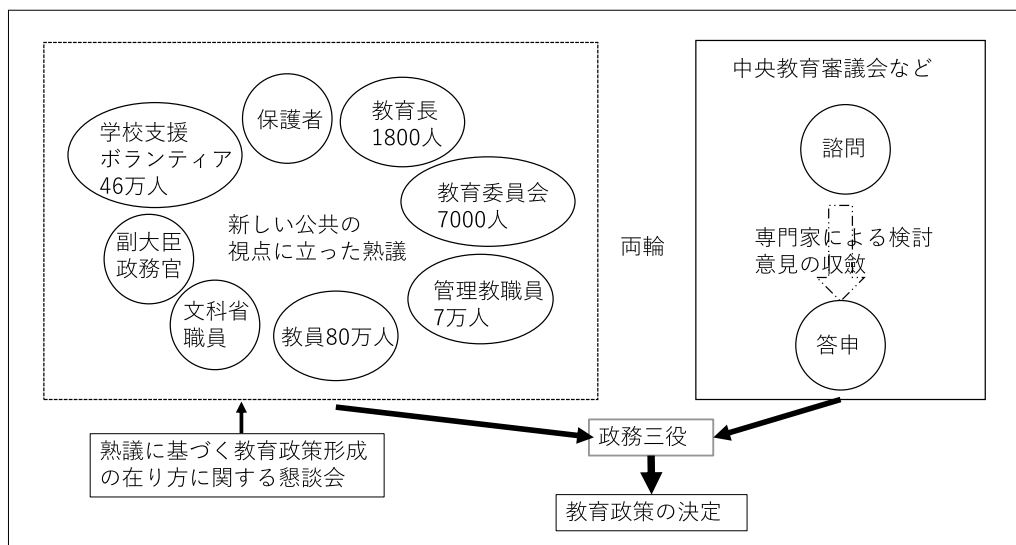 学校支援
ボランティア
46万人
保護者
教育長
1800人
教育委員会
7000人
新しい公共の
視点に立った熟議
副大臣
政務官
文科省
職員
教員80万人
管理教職員
7万人
両輪
中央教育審議会など
諮問
専門家による検討
意見の収斂
答申
熟議に基づく教育政策形成
の在り方に関する懇談会
政務三役
教育政策の決定